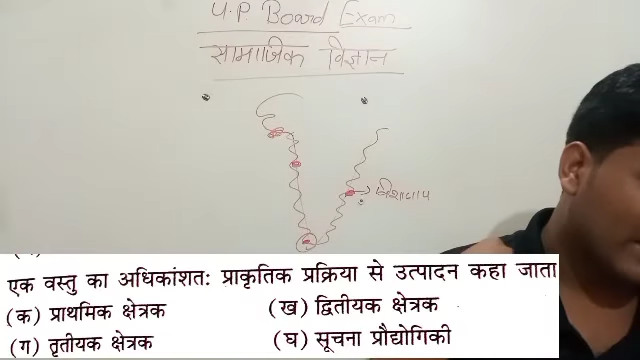 U.P Board Exam
सामाजिक विज्ञान
एक वस्तु का अधिकांशतः प्राकृतिक प्रक्रिया से उत्पादन कहा जाता
(क) प्राथमिक क्षेत्रक
(ख) द्वितीयक क्षेत्रक
(ग) तृतीयक क्षेत्रक
(घ) सूचना प्रौद्योगिकी